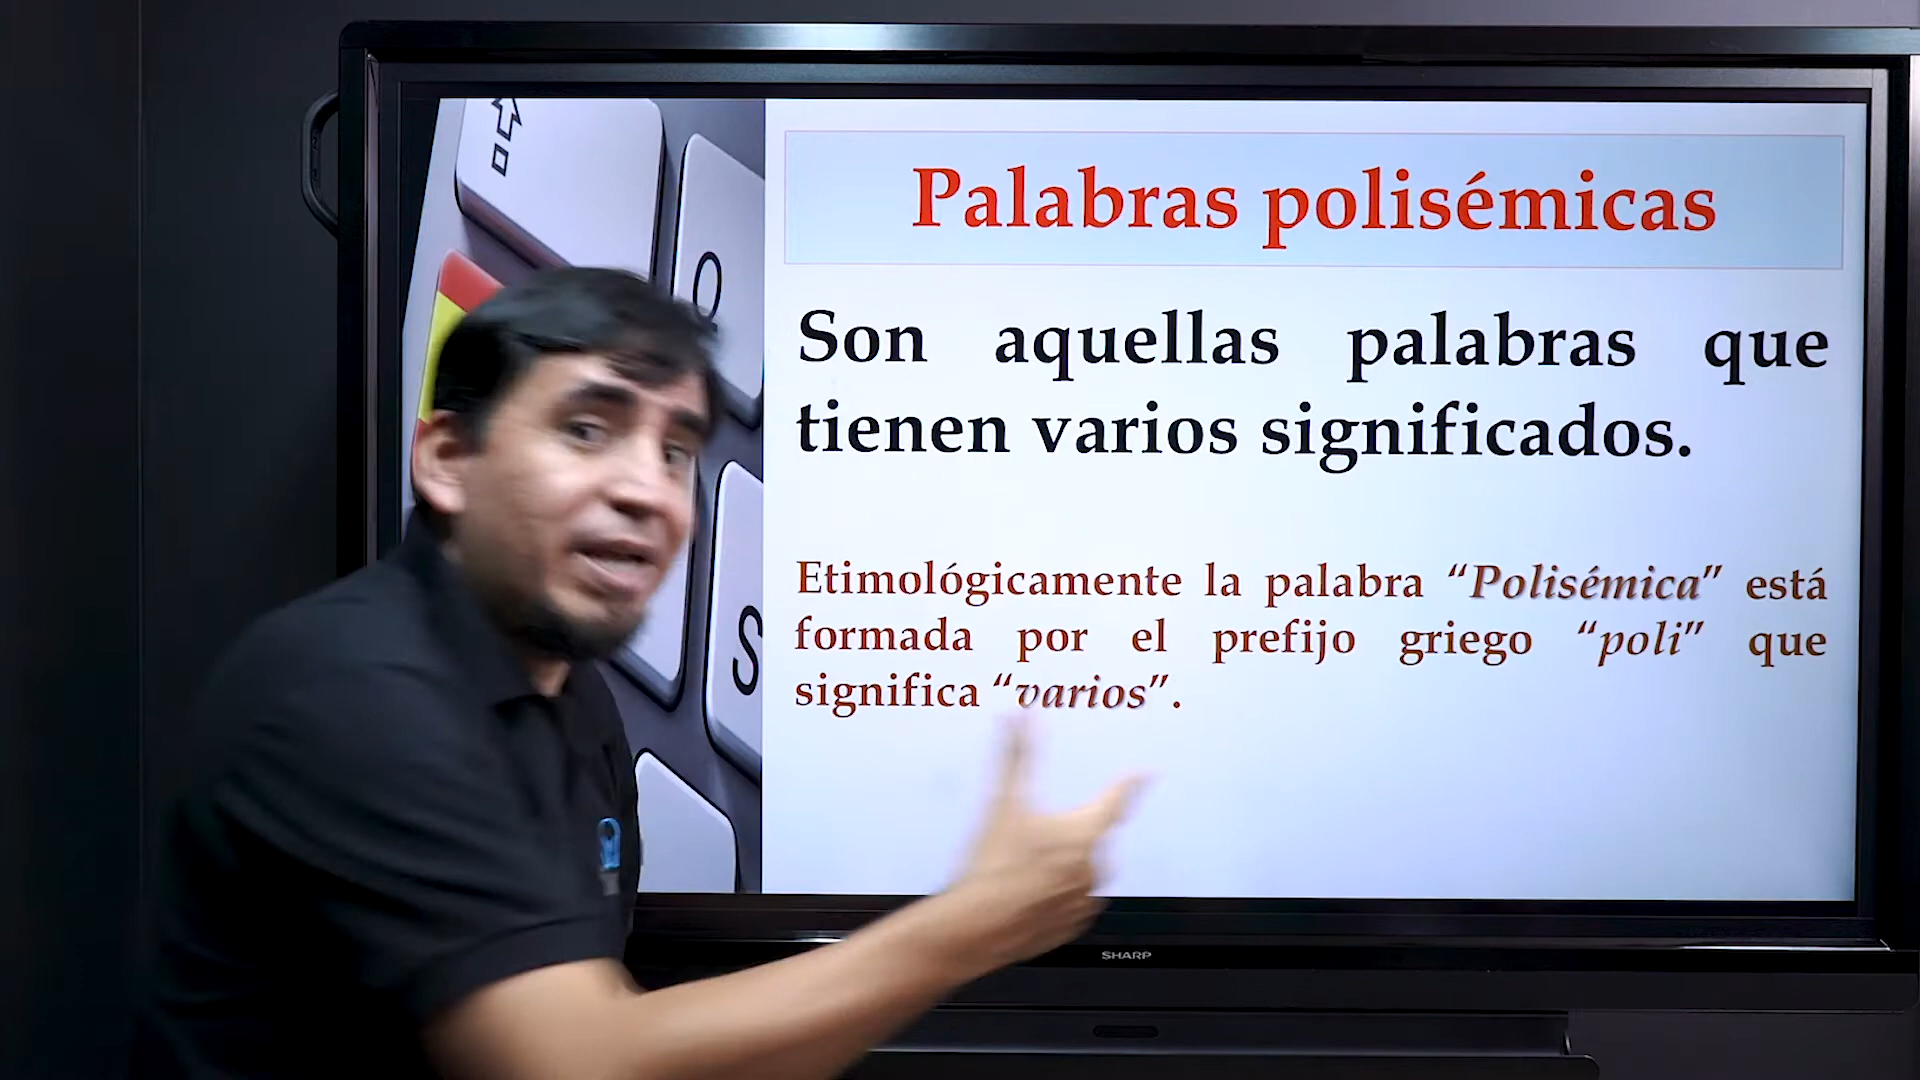 Palabras polisémicas
Son aquellas palabras que
tienen varios significados.
Etimológicamente la palabra “Polisémica” está
formada por el prefijo griego “poli” que
significa “varios”.
Q
S
SHARP